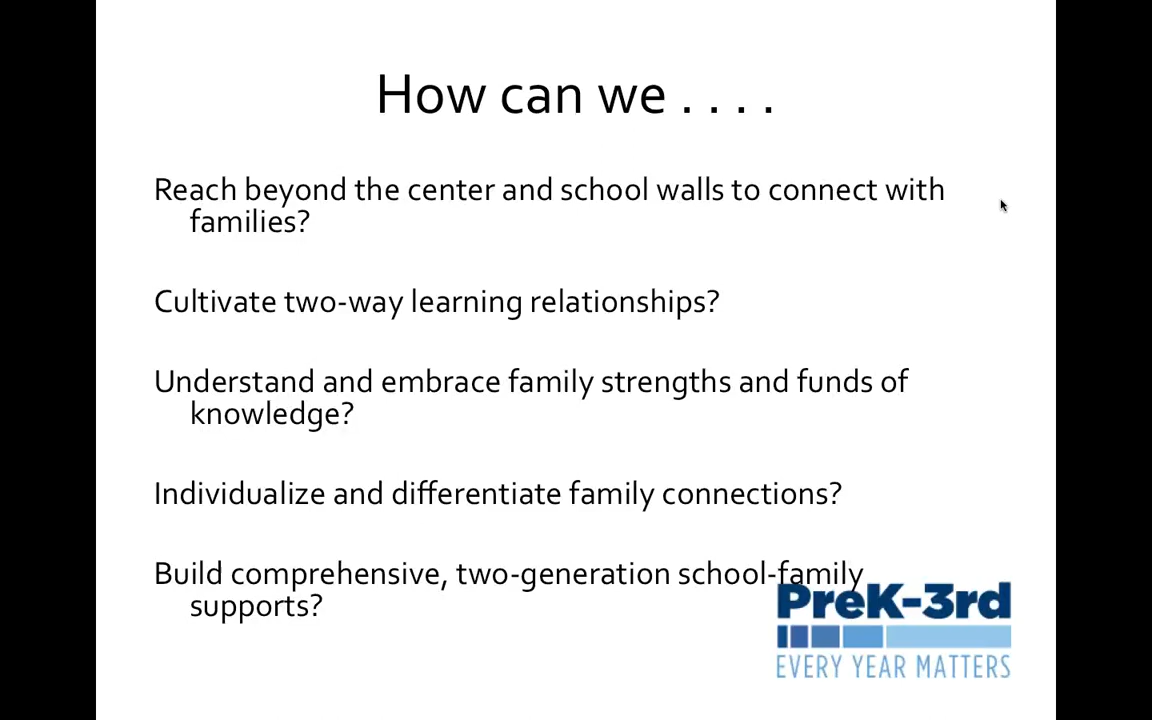 How can we . . . .
Reach beyond the center and school walls to connect with
families?
Cultivate two-way learning relationships?
Understand and embrace family strengths and funds of
knowledge?
Individualize and differentiate family connections?
Build comprehensive, two-generation school-family
supports?
PreK-3rd
EVERY YEAR MATTERS